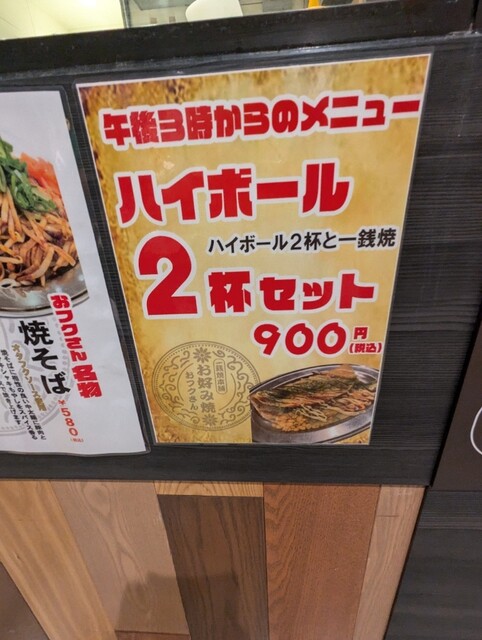 午後3時からのメニュー
ハイボール
ハイボール2杯と一銭焼
2杯セット
900円
(税込)
お好み焼
おフクさん
おフクさん名物
焼そば
¥580
(税込)